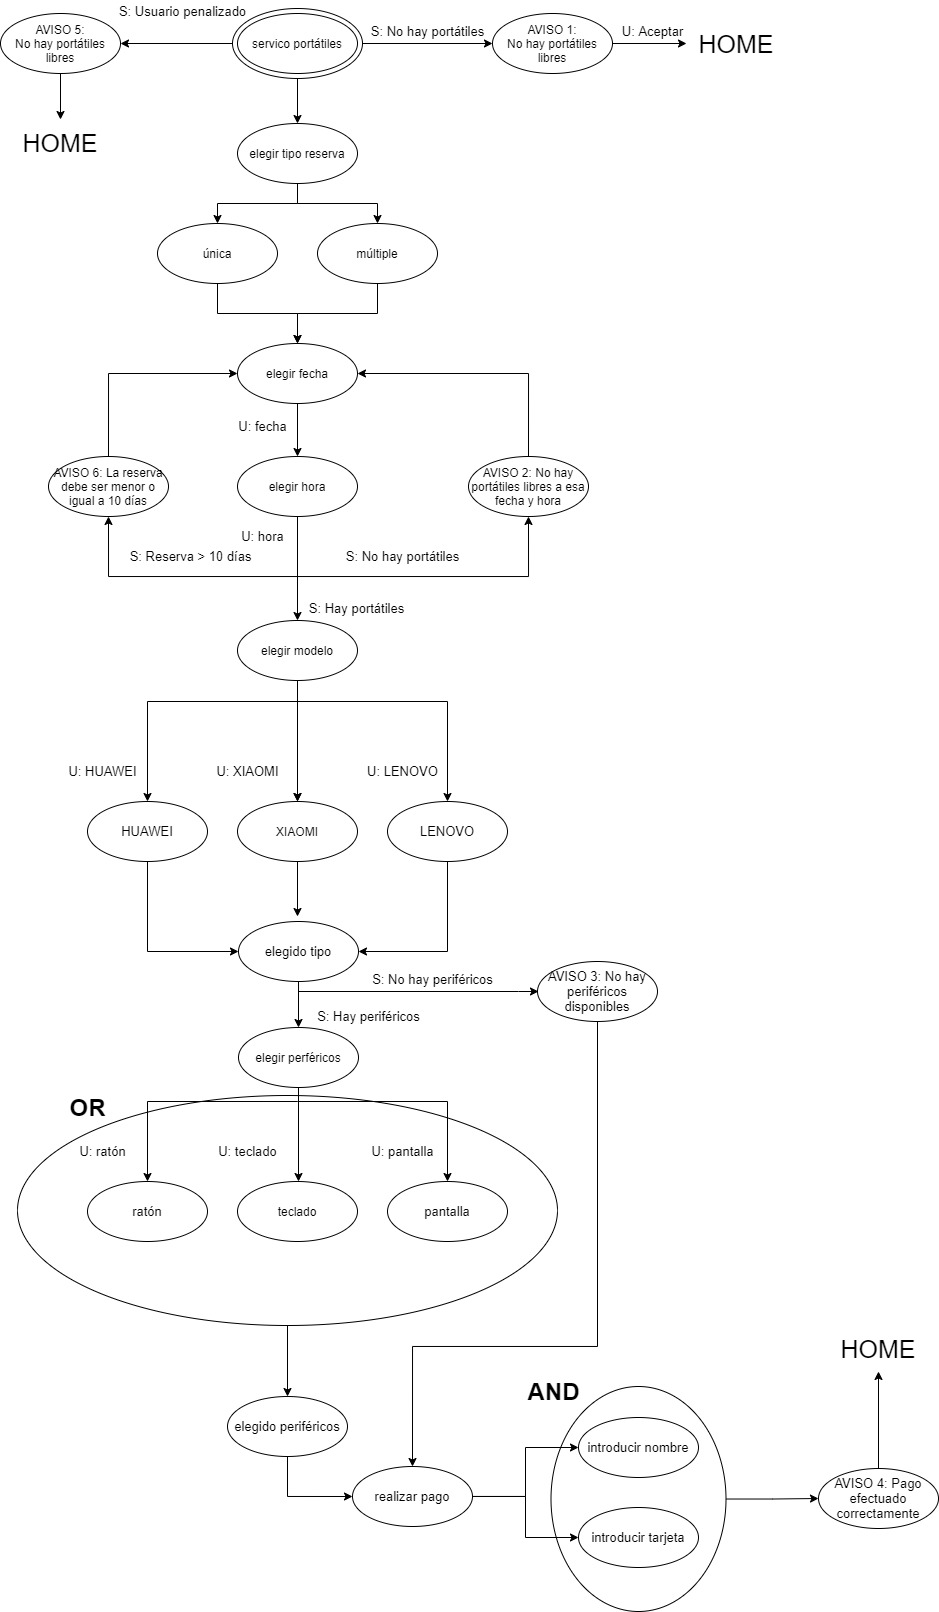 S: Usuario penalizado
AVISO 5:
No hay portátiles
libres
servico portátiles
S: No hay portátiles
AVISO 1:
No hay portátiles
libres
U: Aceptar
HOME
HOME
elegir tipo reserva
única
múltiple
elegir fecha
U: fecha
AVISO 6: La reserva
debe ser menor o
igual a 10 días
elegir hora
AVISO 2: No hay
portátiles libres a esa
fecha y hora
U: hora
S: Reserva > 10 días
S: No hay portátiles
S: Hay portátiles
elegir modelo
U: HUAWEI
U: XIAOMI
U: LENOVO
HUAWEI
XIAOMI
LENOVO
elegido tipo
S: No hay periféricos
AVISO 3: No hay
periféricos
disponibles
S: Hay periféricos
elegir perféricos
OR
U: ratón
U: teclado
U: pantalla
ratón
teclado
pantalla
HOME
AND
elegido periféricos
introducir nombre
realizar pago
AVISO 4: Pago
efectuado
correctamente
introducir tarjeta